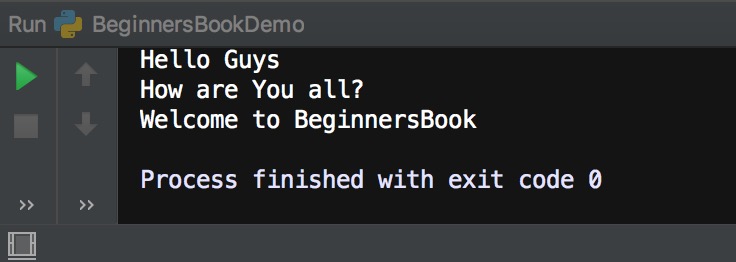 Run BeginnersBookDemo
Hello Guys
How are You all?
Welcome to BeginnersBook
Process finished with exit code 0